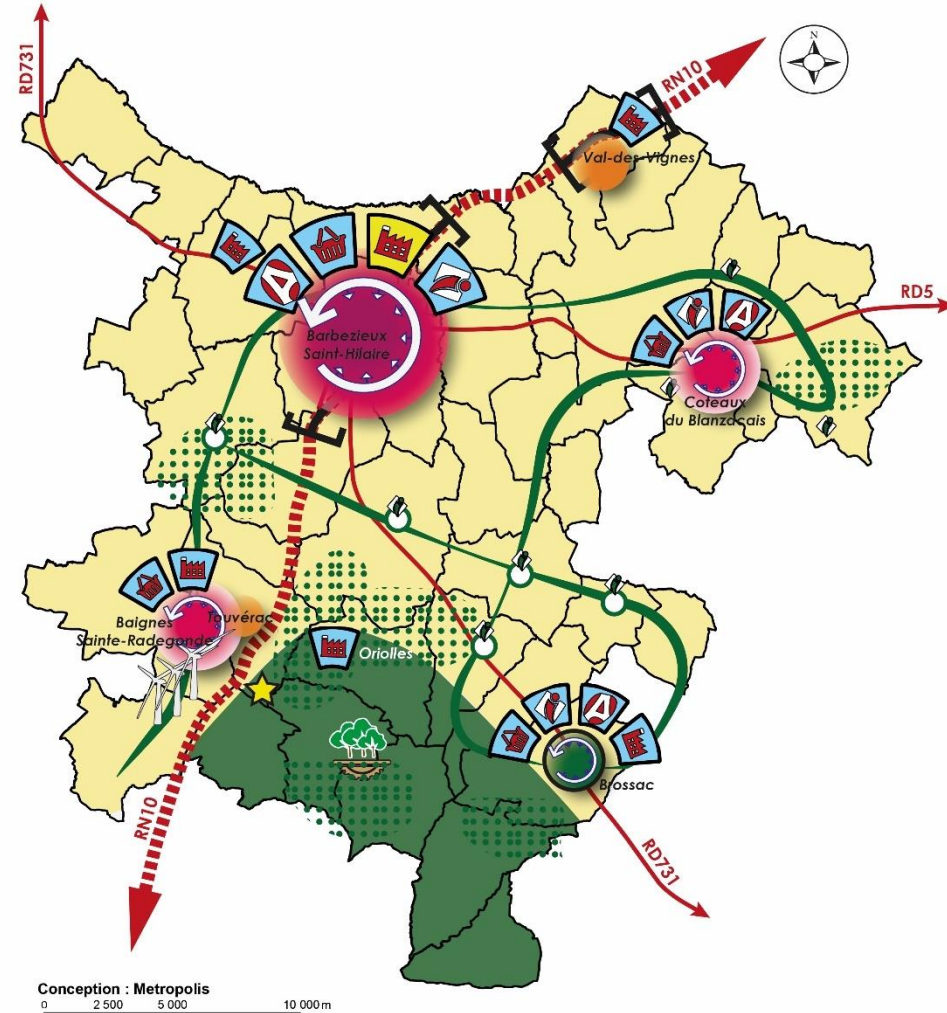 RD731
RN10
N
Val-des-Vignes
RD5
Barbezieux
Saint-Hilaire
Coteaux
du Blanzacais
Baignes
Sainte-Radegonde
Touvérac
Oriolles
Brossac
RN10
RD731
Conception : Metropolis
0 2 500 5 000 10 000 m